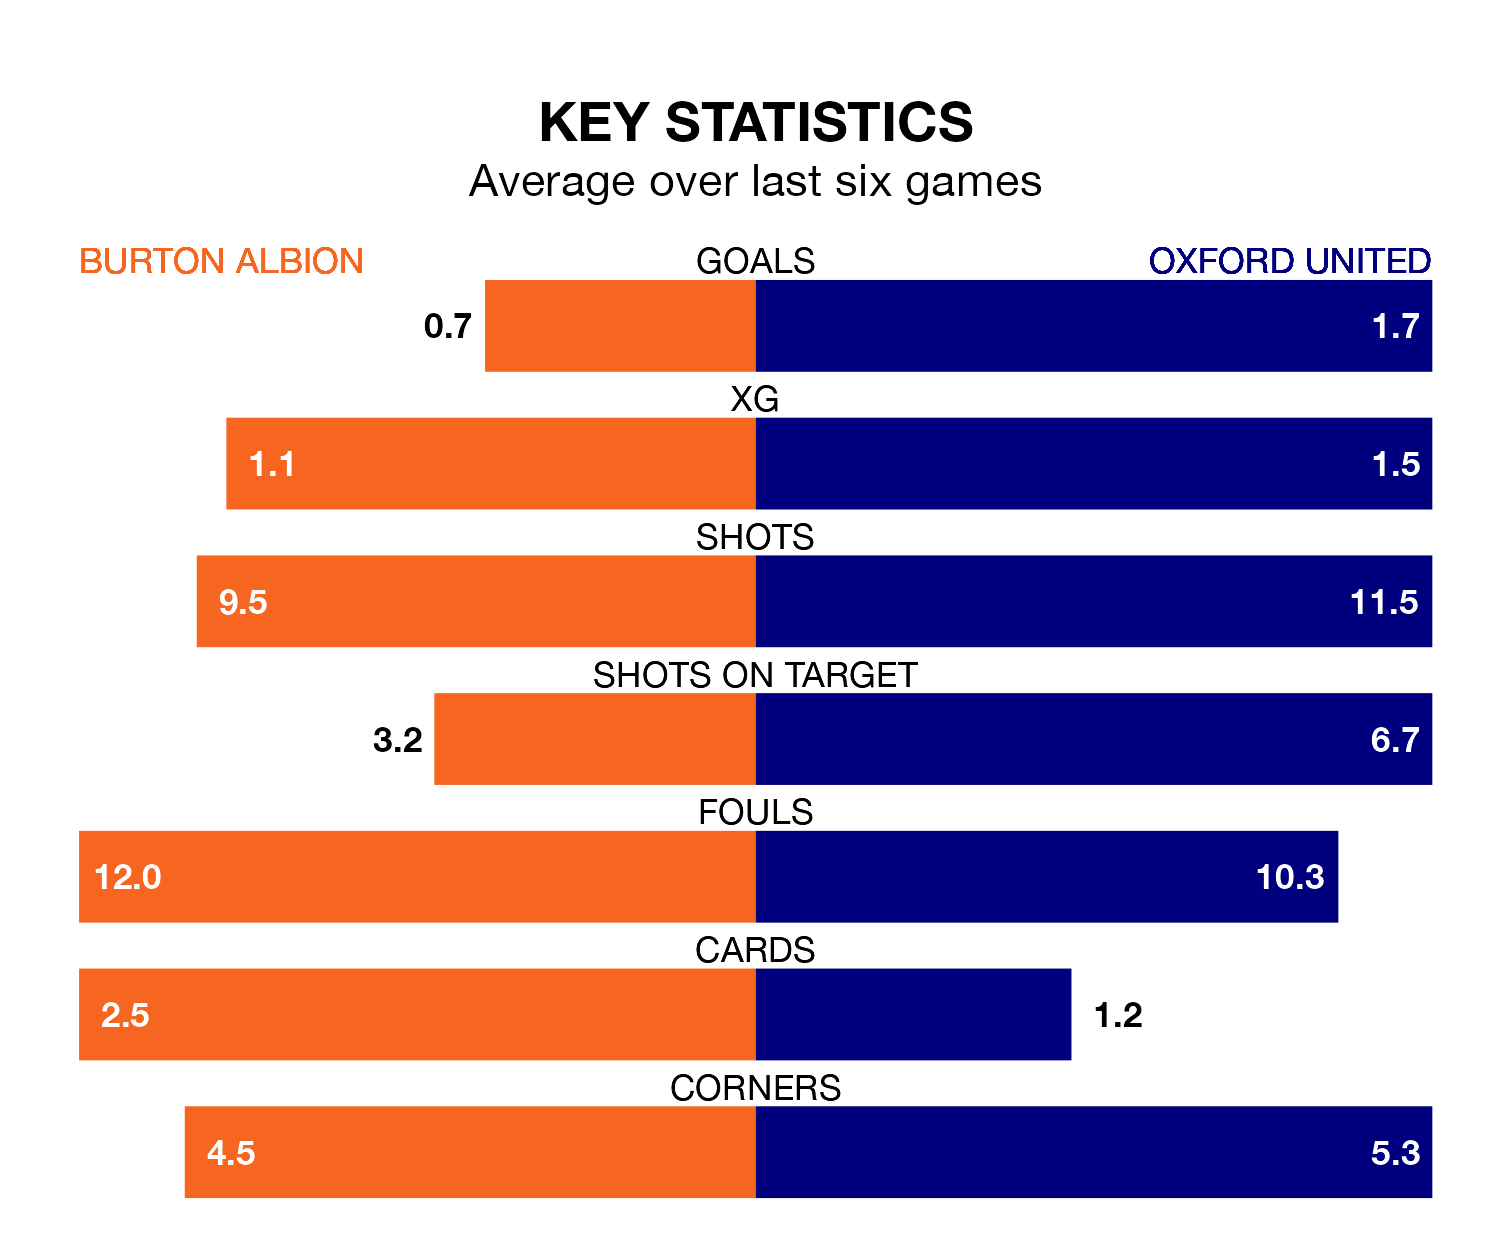 KEY STATISTICS
Average over last six games
BURTON ALBION GOALS OXFORD UNITED
0.7 1.7
XG
1.1 1.5
SHOTS
9.5 11.5
SHOTS ON TARGET
3.2 6.7
FOULS
12.0 10.3
CARDS
2.5 1.2
CORNERS
4.5 5.3